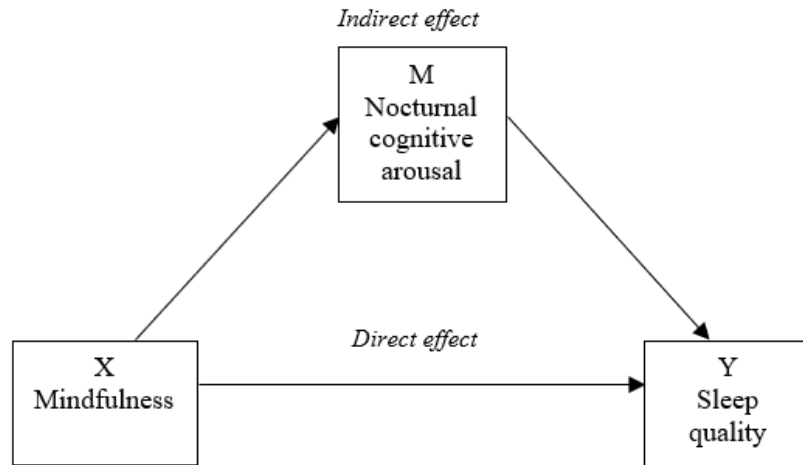 Indirect effect
M
Nocturnal
cognitive
arousal
Direct effect
X
Mindfulness
Y
Sleep
quality